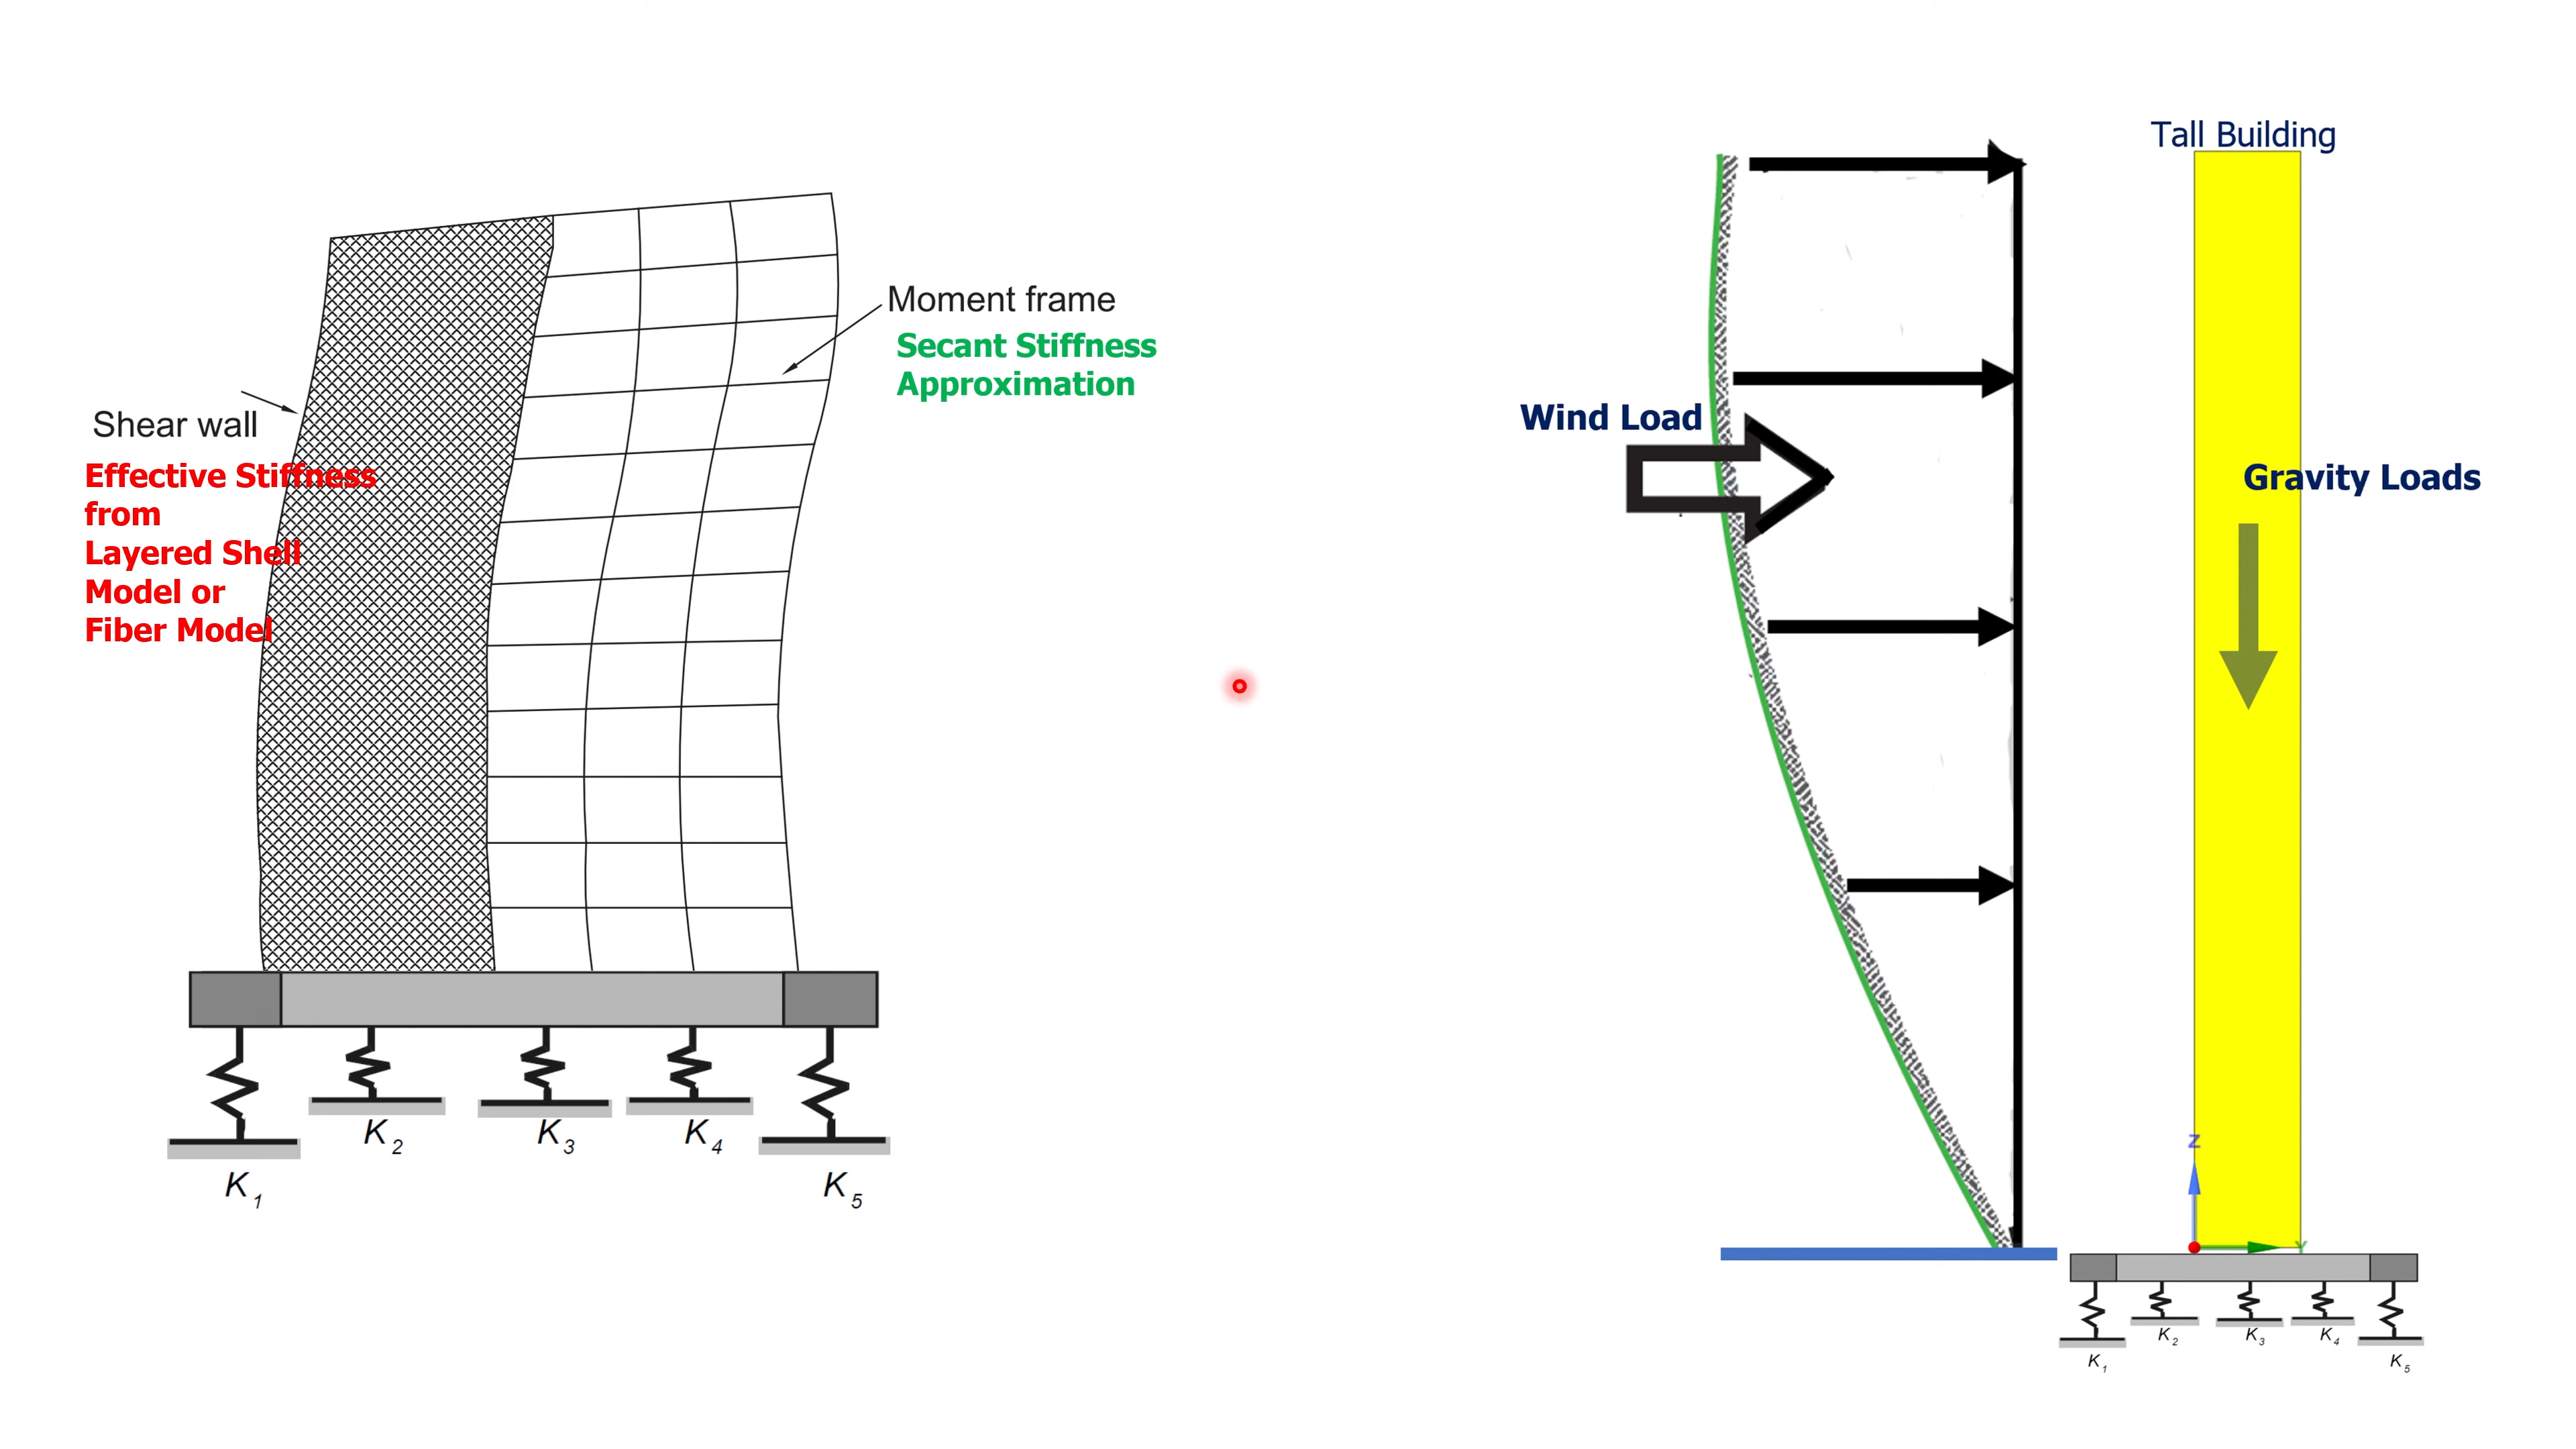 Shear wall
Effective Stiffness
from
Layered Shell
Model or
Fiber Model
Moment frame
Secant Stiffness
Approximation
K1
K2
K3
K4
K5
Wind Load
Tall Building
Gravity Loads
Z
Y
K1
K2
K3
K4
K5